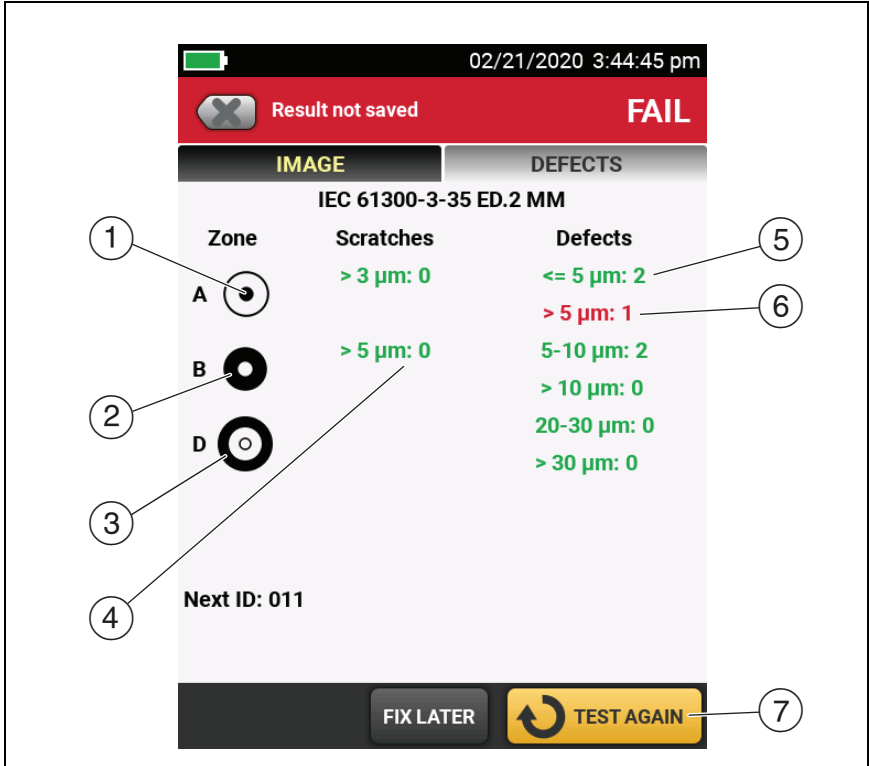 02/21/2020 3:44:45 pm
Result not saved
FAIL
IMAGE
DEFECTS
IEC 61300-3-35 ED.2 MM
Zone
Scratches
Defects
1
5
A
> 3 µm: 0
<= 5 µm: 2
> 5 µm: 1
6
B
> 5 µm: 0
5-10 µm: 2
> 10 µm: 0
2
D
20-30 µm: 0
> 30 µm: 0
3
4
Next ID: 011
FIX LATER
TEST AGAIN
7